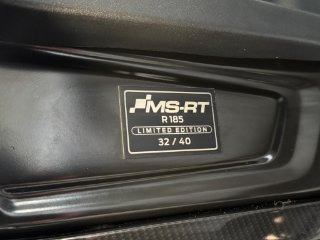 MS-RT
R185
LIMITED EDITION
32 / 40